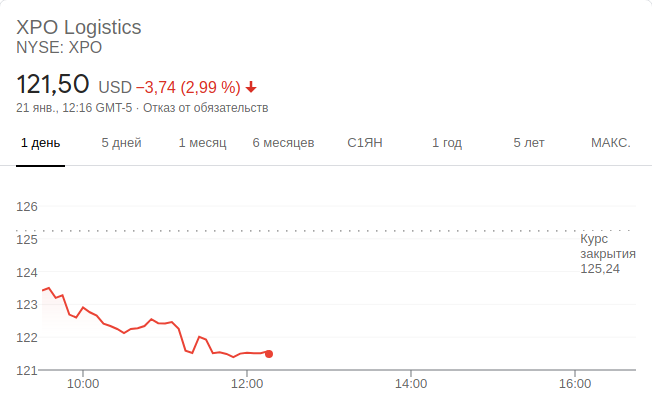 XPO Logistics
NYSE: XPO
121,50 USD −3,74 (2,99 %)
21 янв., 12:16 GMT-5 · Отказ от обязательств
1 день 5 дней 1 месяц 6 месяцев С1ЯН 1 год 5 лет МАКС.
126
125
124
123
122
121
Курс
закрытия
125,24
10:00 12:00 14:00 16:00